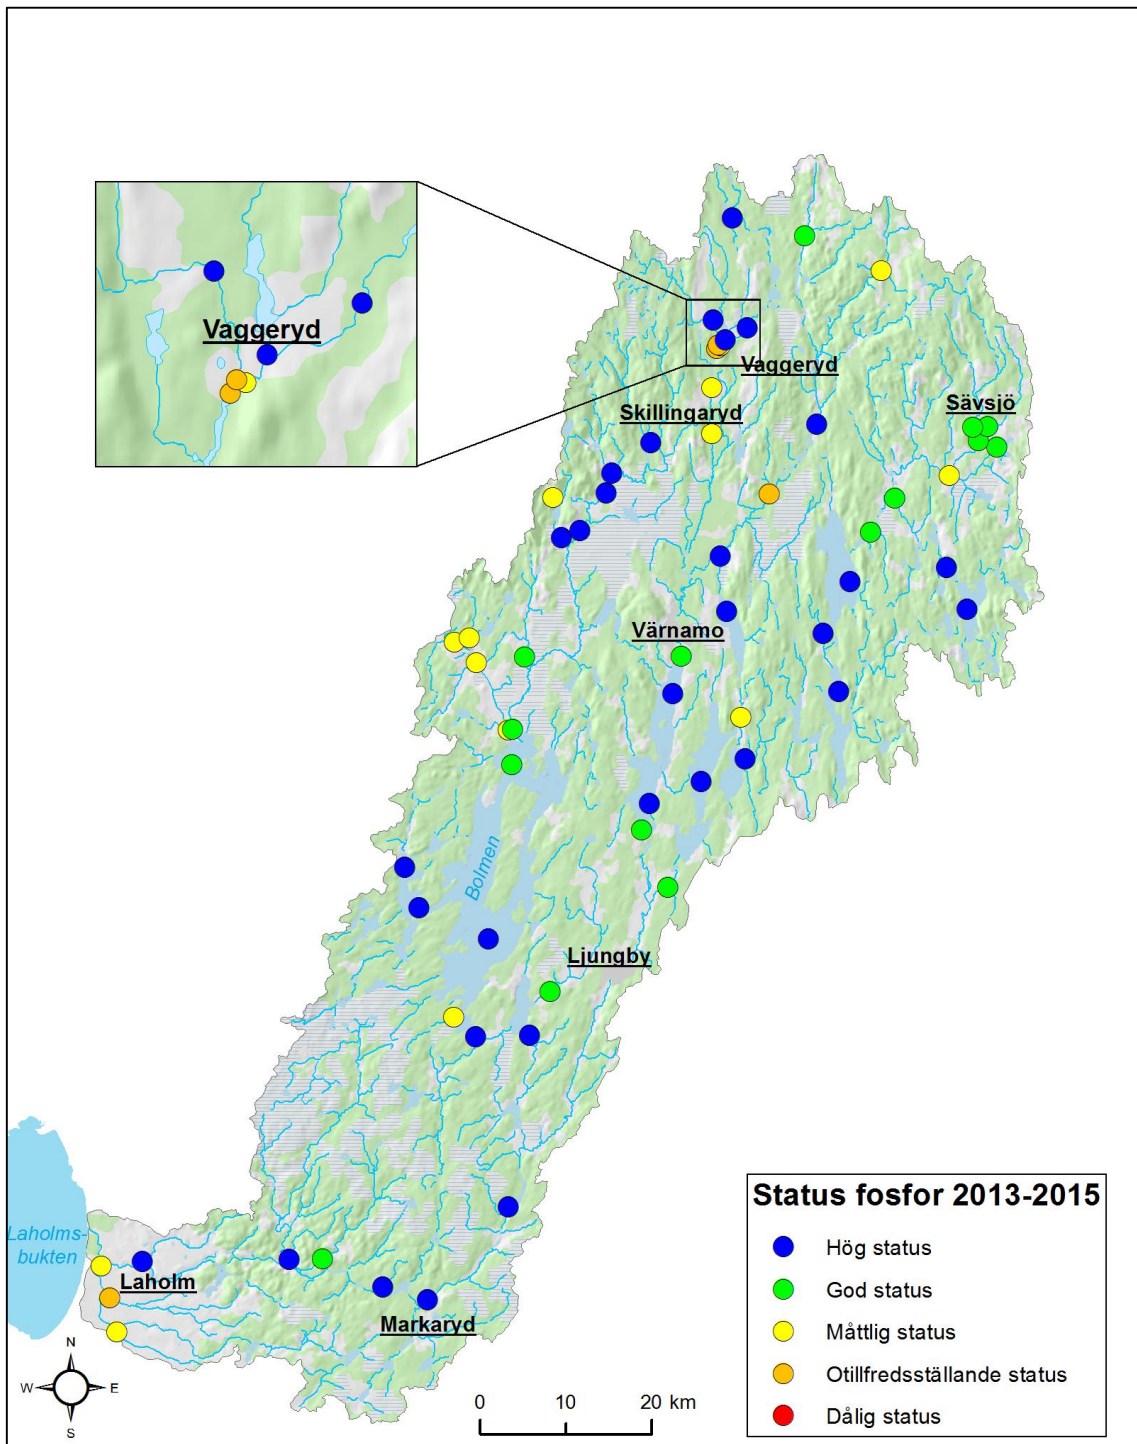 Vaggeryd
Vaggeryd
Skillingaryd
Sävsjö
Värnamo
Bolmen
Ljungby
Laholms-
bukten
Laholm
Markaryd
N
W
E
S
0 10 20 km
Status fosfor 2013-2015
Hög status
God status
Måttlig status
Otillfredsställande status
Dålig status